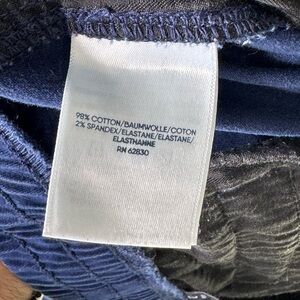 98% COTTON/BAUMWOLLE/COTON
2% SPANDEX/ELASTANE/ELASTANE/
ELASTHANNE
RN 62830